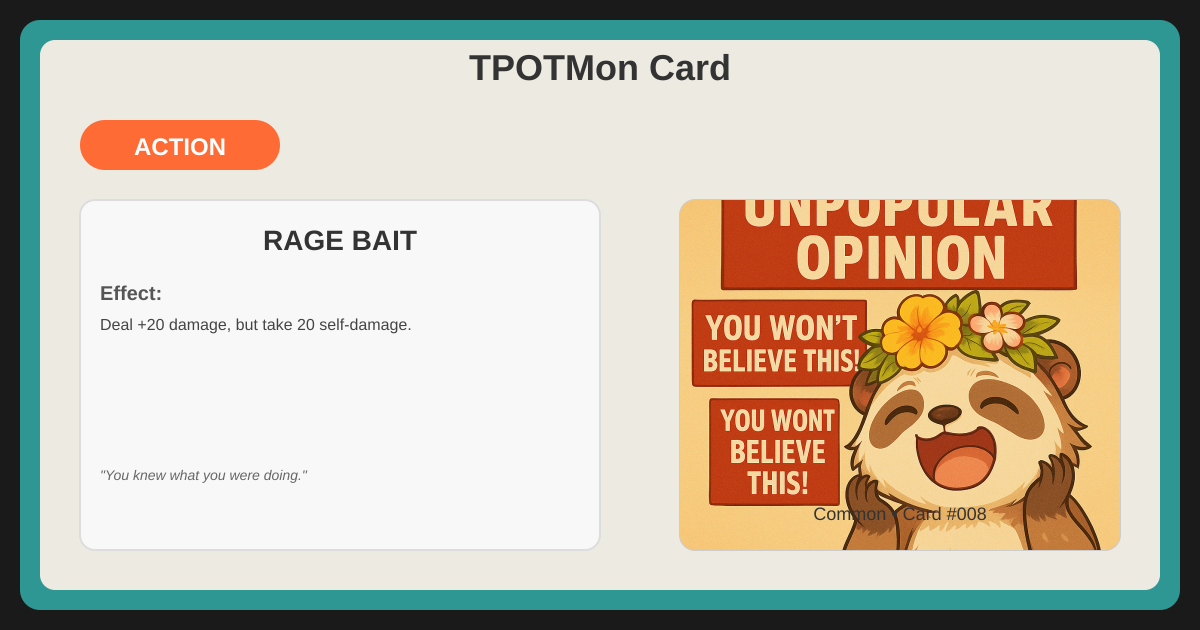 TPOTMon Card
ACTION
RAGE BAIT
Effect:
Deal +20 damage, but take 20 self-damage.
"You knew what you were doing."
UNPOPULAR
OPINION
YOU WON'T
BELIEVE THIS!
YOU WONT
BELIEVE
THIS!
Common • Card #008